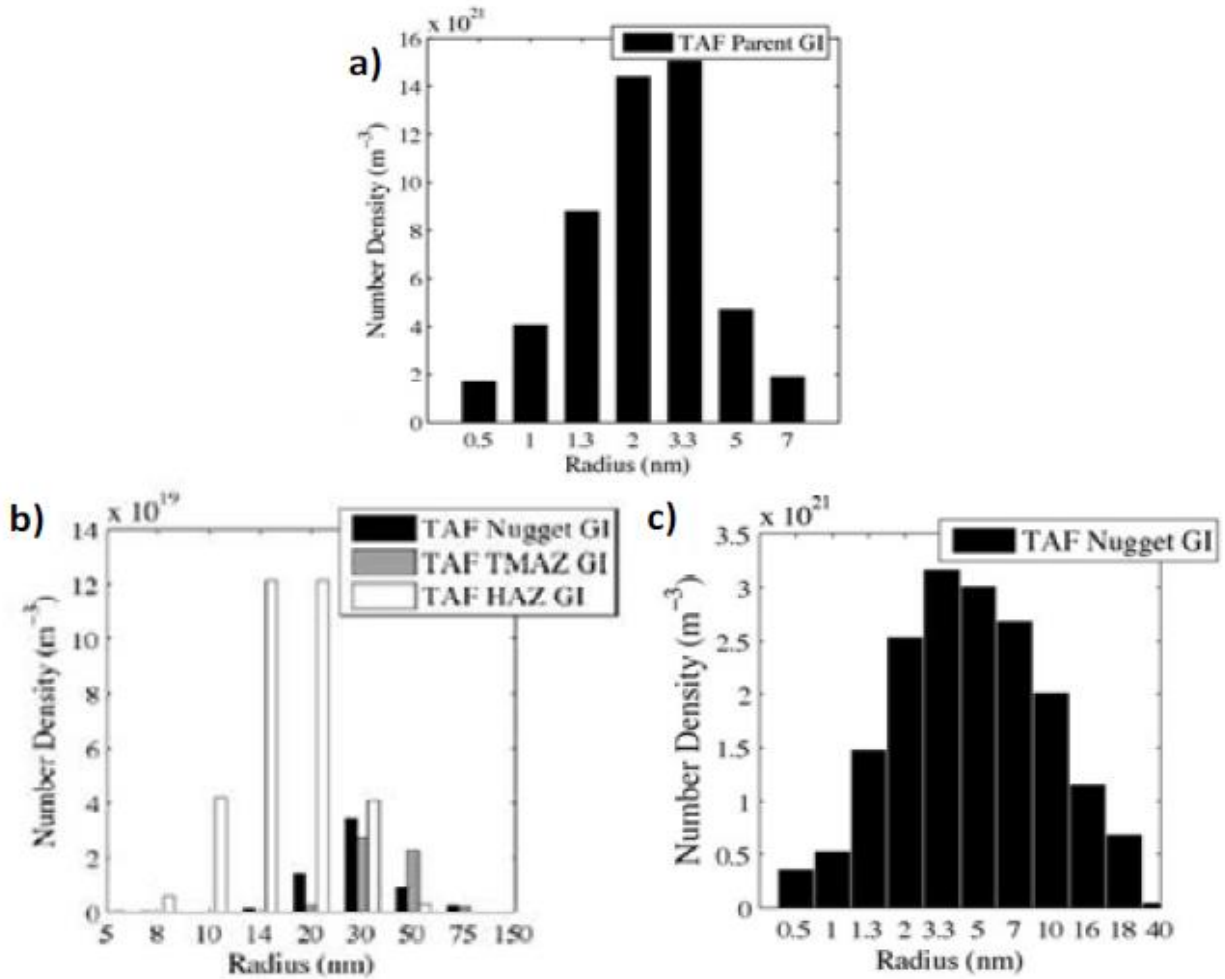 a)
x 10^21
TAF Parent GI
Number Density (m^-3)
16
14
12
10
8
6
4
2
0
0.5 1 1.3 2 3.3 5 7
Radius (nm)
b)
x 10^19
TAF Nugget GI
TAF TMAZ GI
TAF HAZ GI
Number Density (m^-3)
14
12
10
8
6
4
2
0
5 8 10 14 20 30 50 75 150
Radius (nm)
c)
x 10^21
TAF Nugget GI
Number Density (m^-3)
3.5
3
2.5
2
1.5
1
0.5
0
0.5 1 1.3 2 3.3 5 7 10 16 18 40
Radius (nm)